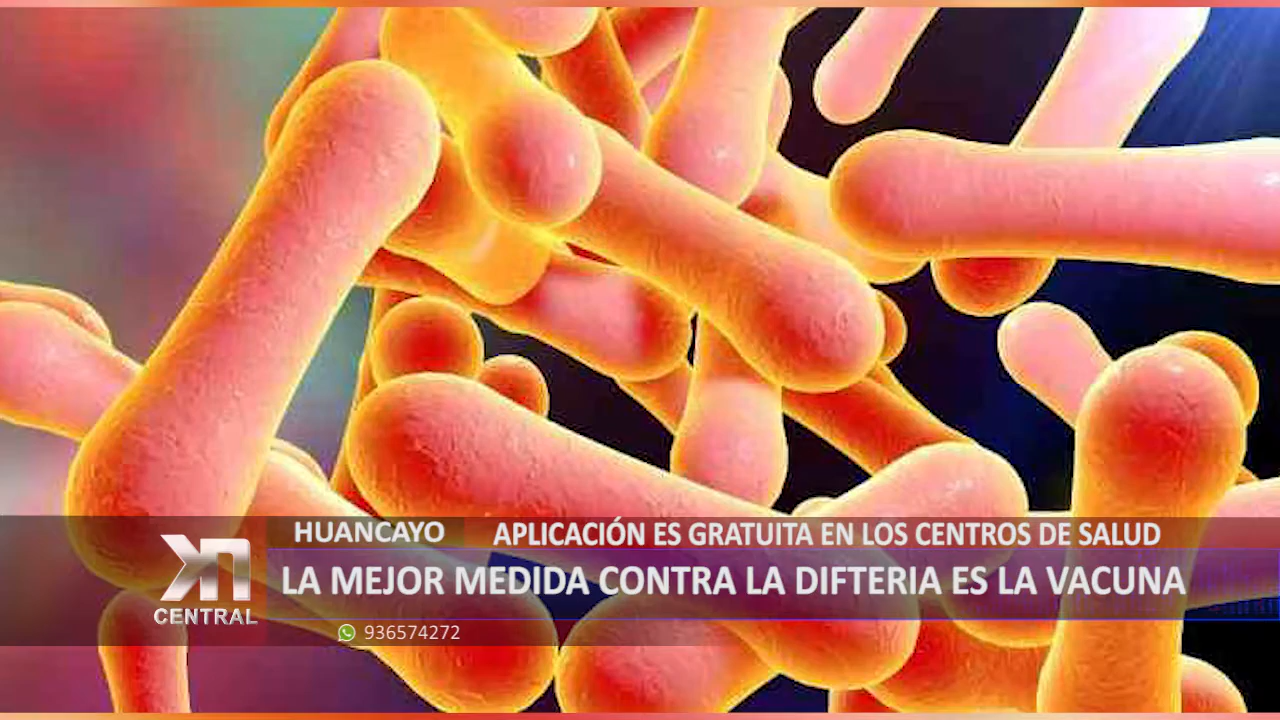 HUANCAYO APLICACIÓN ES GRATUITA EN LOS CENTROS DE SALUD
LA MEJOR MEDIDA CONTRA LA DIFTERIA ES LA VACUNA
CENTRAL
936574272